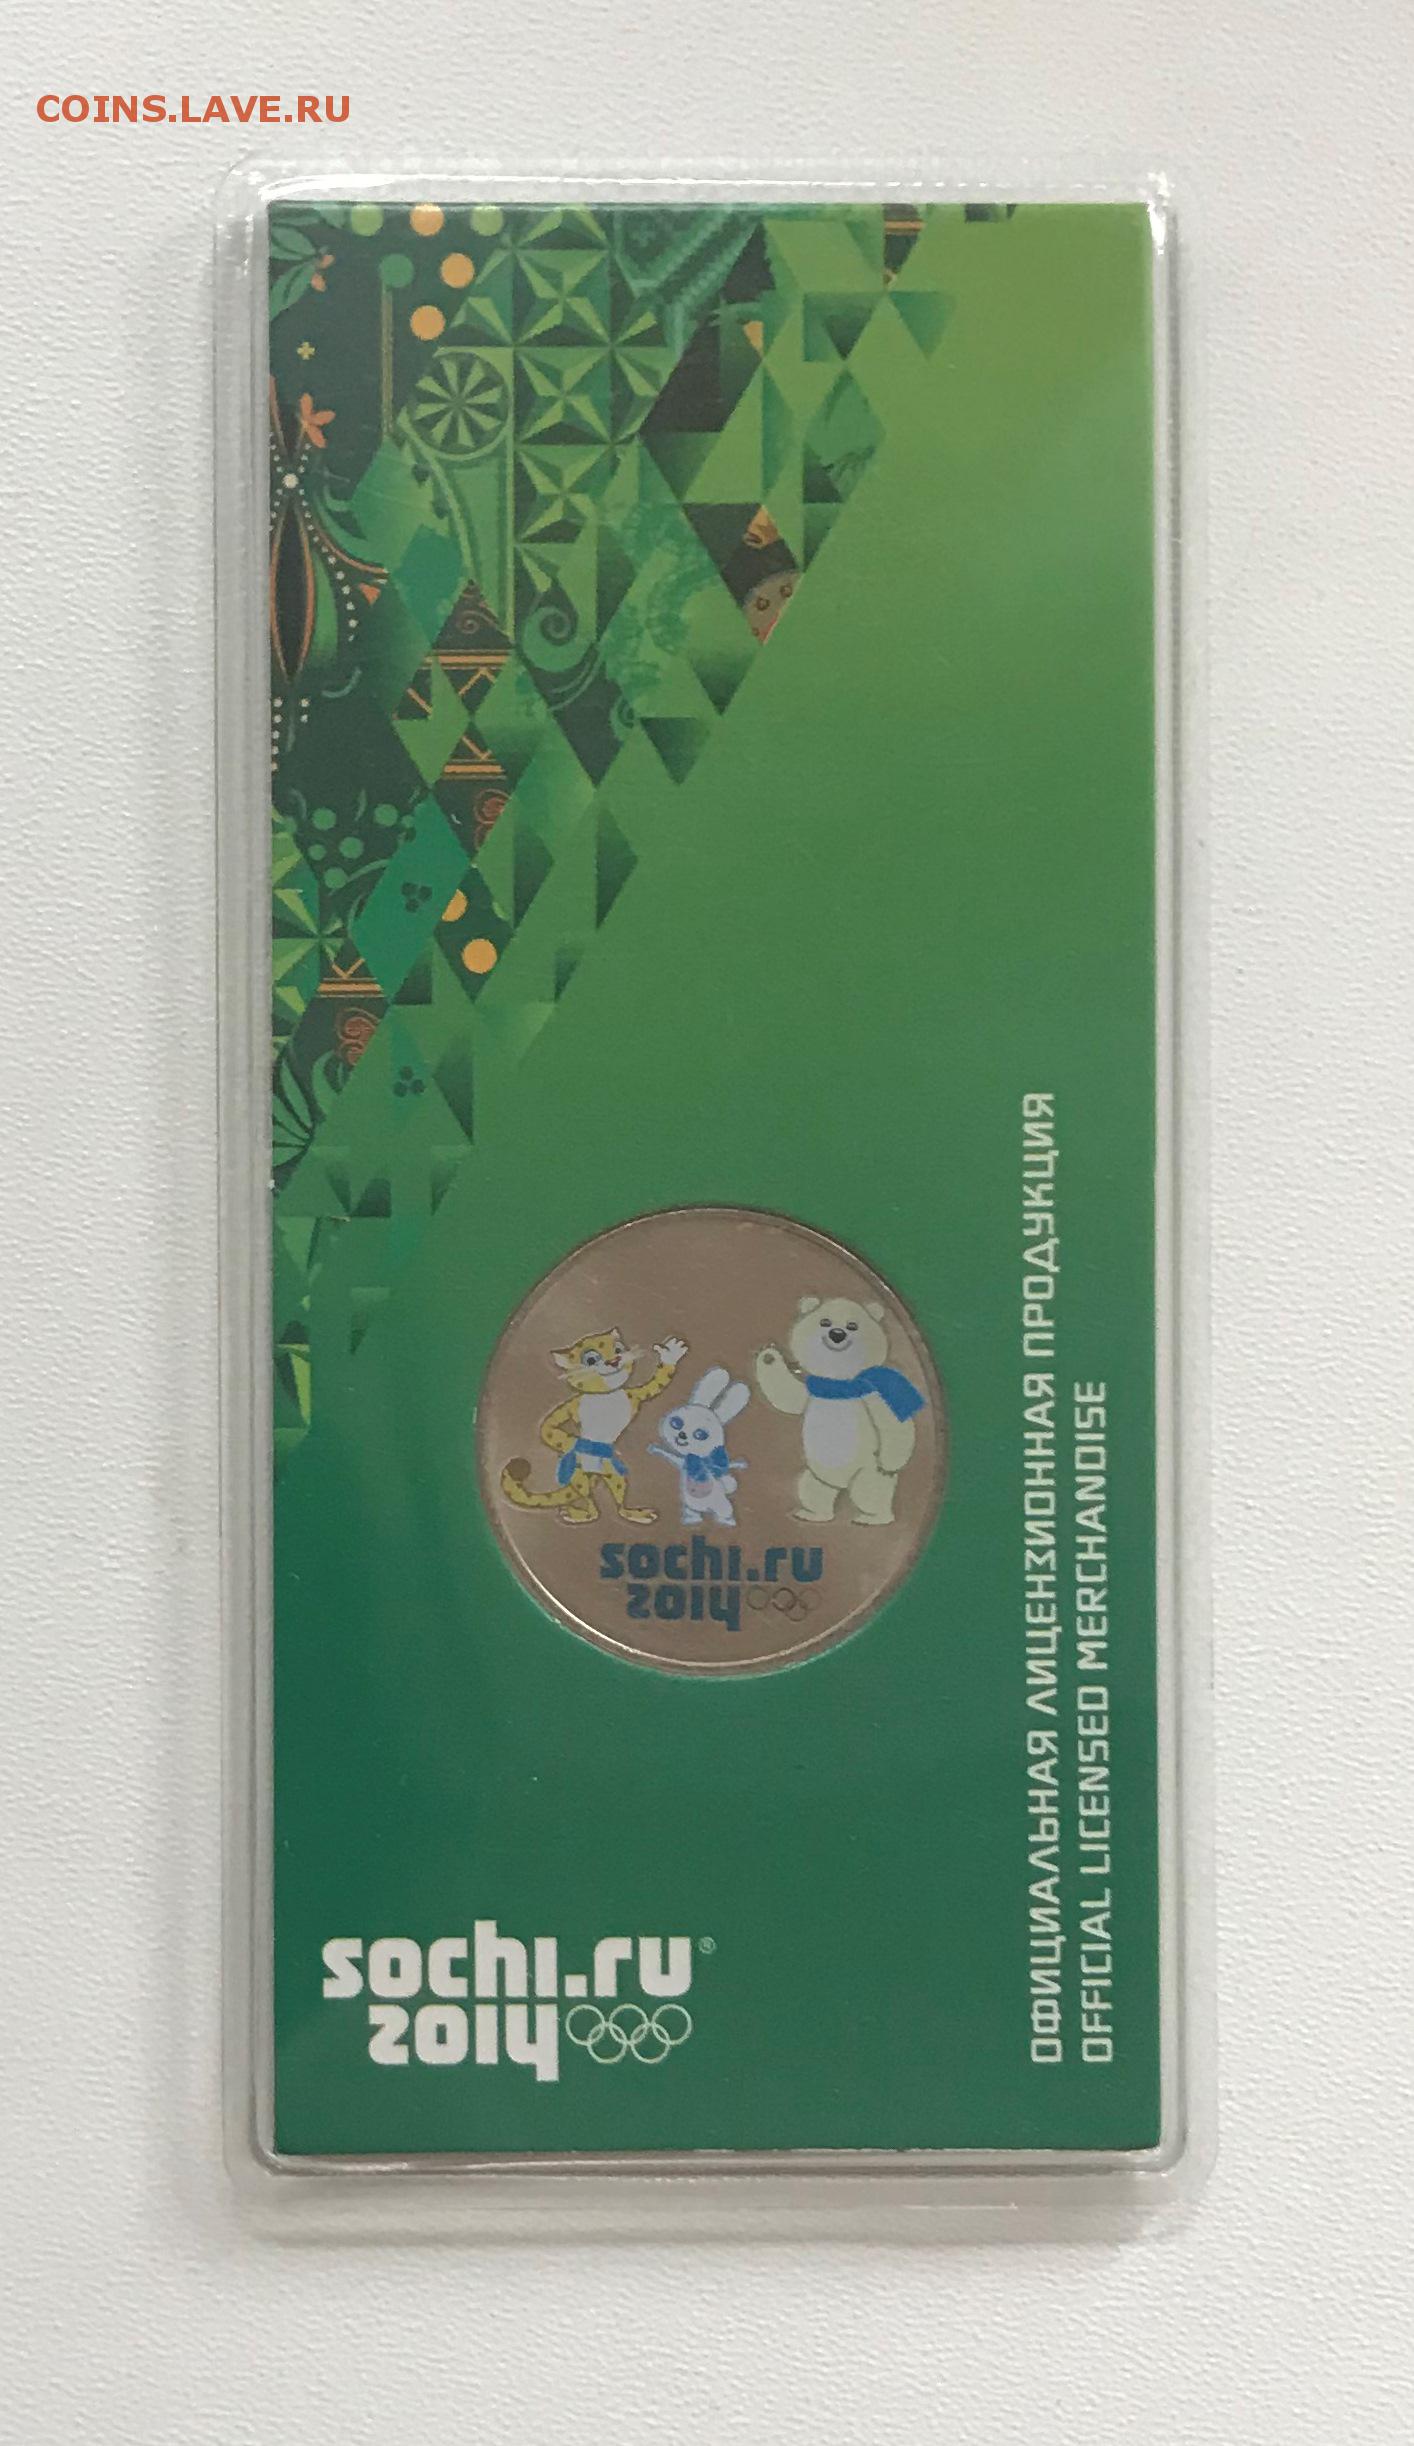 COINS.LAVE.RU
sochi.ru
2014
sochi.ru®
2014
ОФИЦИАЛЬНАЯ ЛИЦЕНЗИОННАЯ ПРОДУКЦИЯ
OFFICIAL LICENSED MERCHANDISE